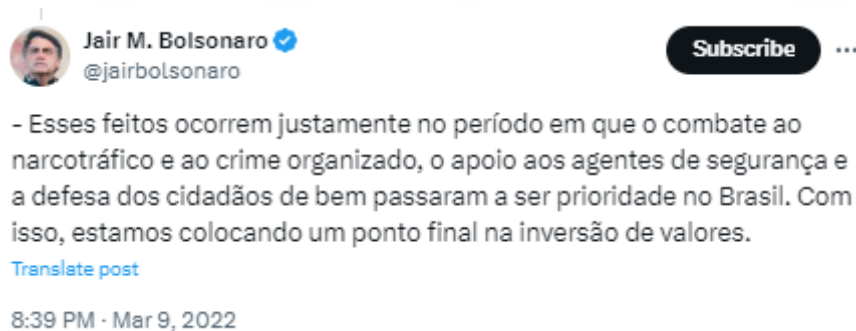 Jair M. Bolsonaro
@jairbolsonaro
Subscribe
- Esses feitos ocorrem justamente no período em que o combate ao
narcotráfico e ao crime organizado, o apoio aos agentes de segurança e
a defesa dos cidadãos de bem passaram a ser prioridade no Brasil. Com
isso, estamos colocando um ponto final na inversão de valores.
Translate post
8:39 PM · Mar 9, 2022